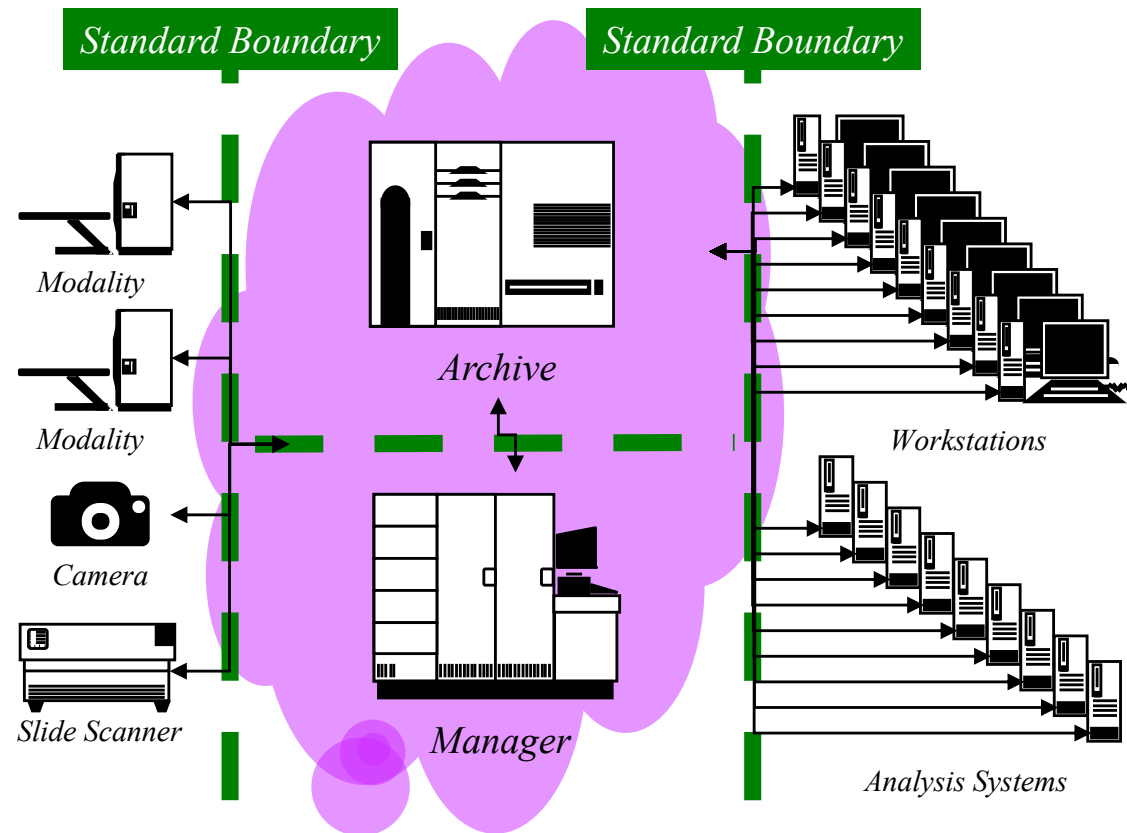 Standard Boundary
Standard Boundary
Modality
Modality
Camera
Slide Scanner
Archive
Manager
Workstations
Analysis Systems